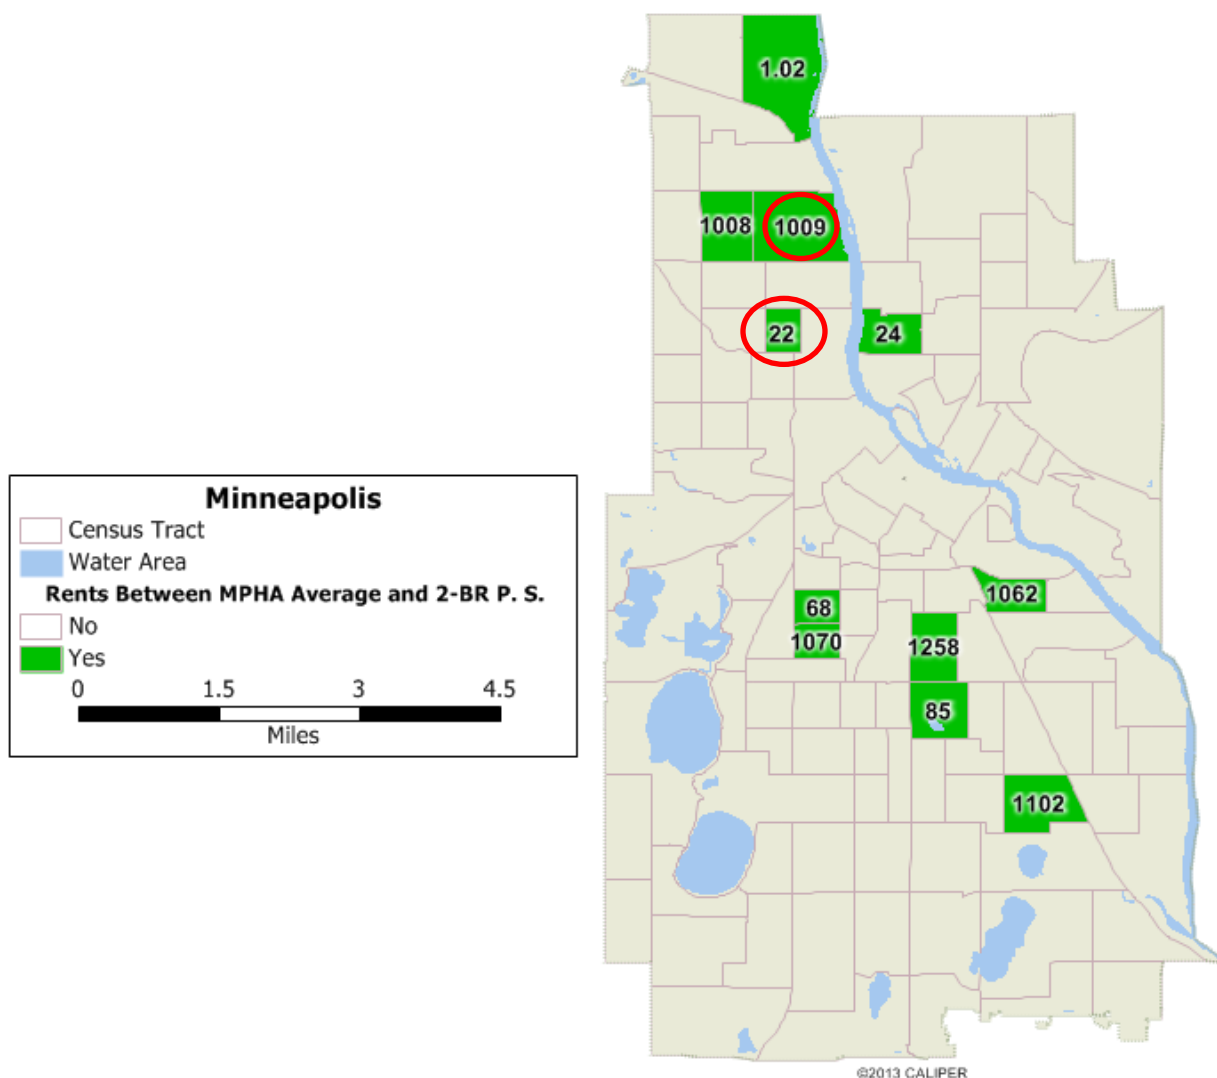 1.02
1008
1009
22
24
Minneapolis
Census Tract
Water Area
Rents Between MPHA Average and 2-BR P. S.
No
Yes
0 1.5 3 4.5
Miles
68
1070
1062
1258
85
1102
©2013 CALIPER